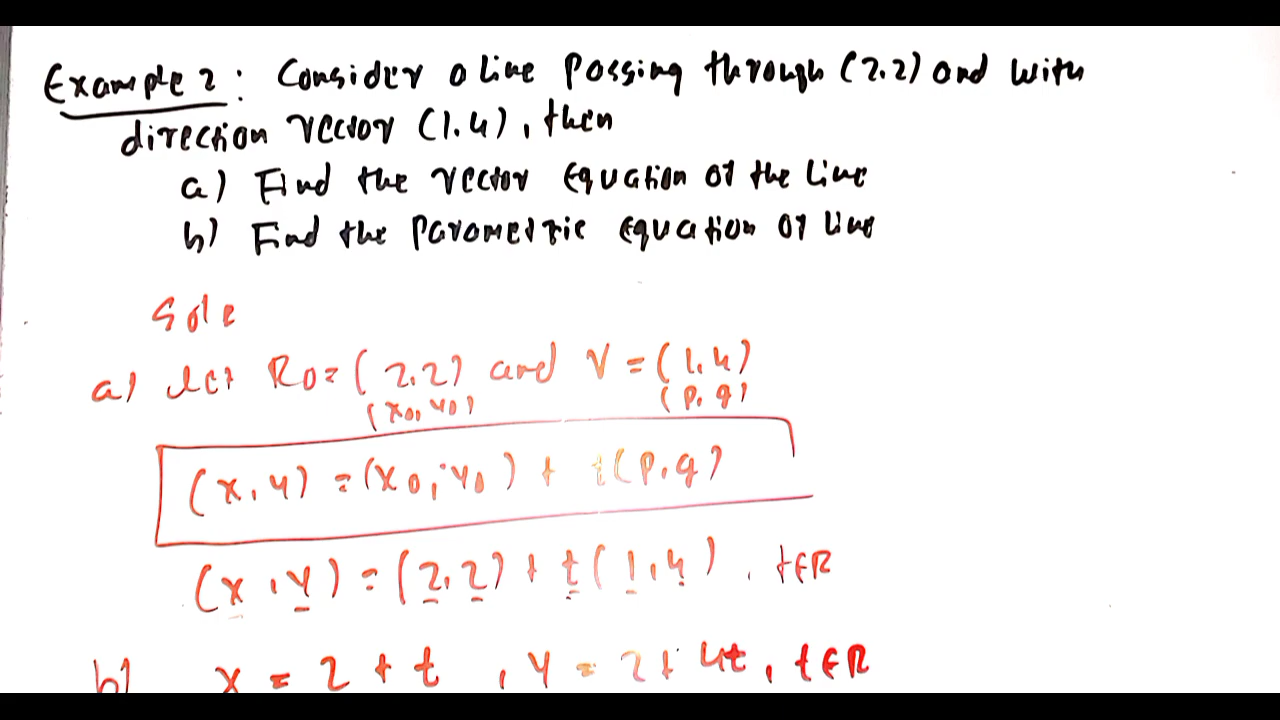 Example 2: Consider a line passing through (2,2) and with
direction vector (1,4), then
a) Find the vector equation of the line
b) Find the parametric equation of line
Soln
a) let R0 = (2,2) and V = (1,4)
(x0, y0) (p, q)
(x, y) = (x0, y0) + t(p, q)
(x, y) = (2,2) + t(1,4), t∈R
b) x = 2 + t, y = 2 + 4t, t∈R